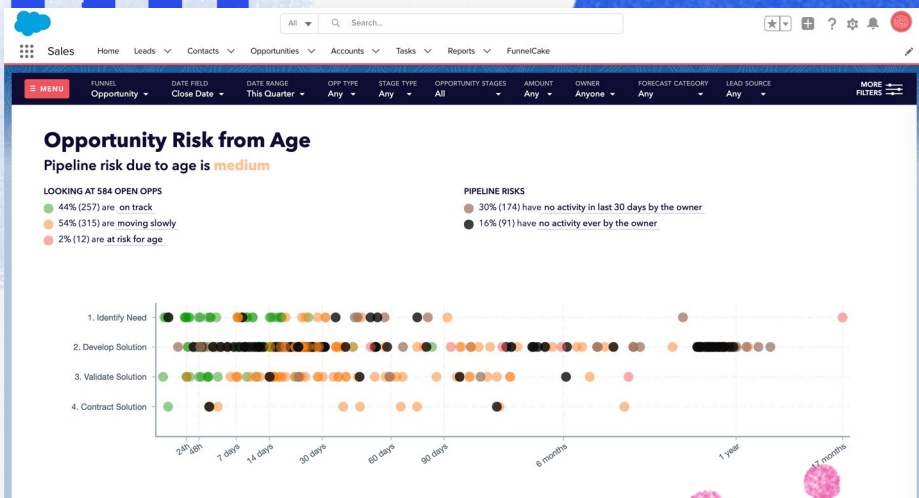 All
Search...
Sales
Home
Leads
Contacts
Opportunities
Accounts
Tasks
Reports
FunnelCake
MENU
FUNNEL
Opportunity
DATE FIELD
Close Date
DATE RANGE
This Quarter
OPP TYPE
Any
STAGE TYPE
Any
OPPORTUNITY STAGES
All
AMOUNT
Any
OWNER
Anyone
FORECAST CATEGORY
Any
LEAD SOURCE
Any
MORE
FILTERS
Opportunity Risk from Age
Pipeline risk due to age is medium
LOOKING AT 584 OPEN OPPS
44% (257) are on track
54% (315) are moving slowly
2% (12) are at risk for age
PIPELINE RISKS
30% (174) have no activity in last 30 days by the owner
16% (91) have no activity ever by the owner
1. Identify Need
2. Develop Solution
3. Validate Solution
4. Contract Solution
24h
48h
7 days
14 days
30 days
60 days
90 days
6 months
1 year
17 months